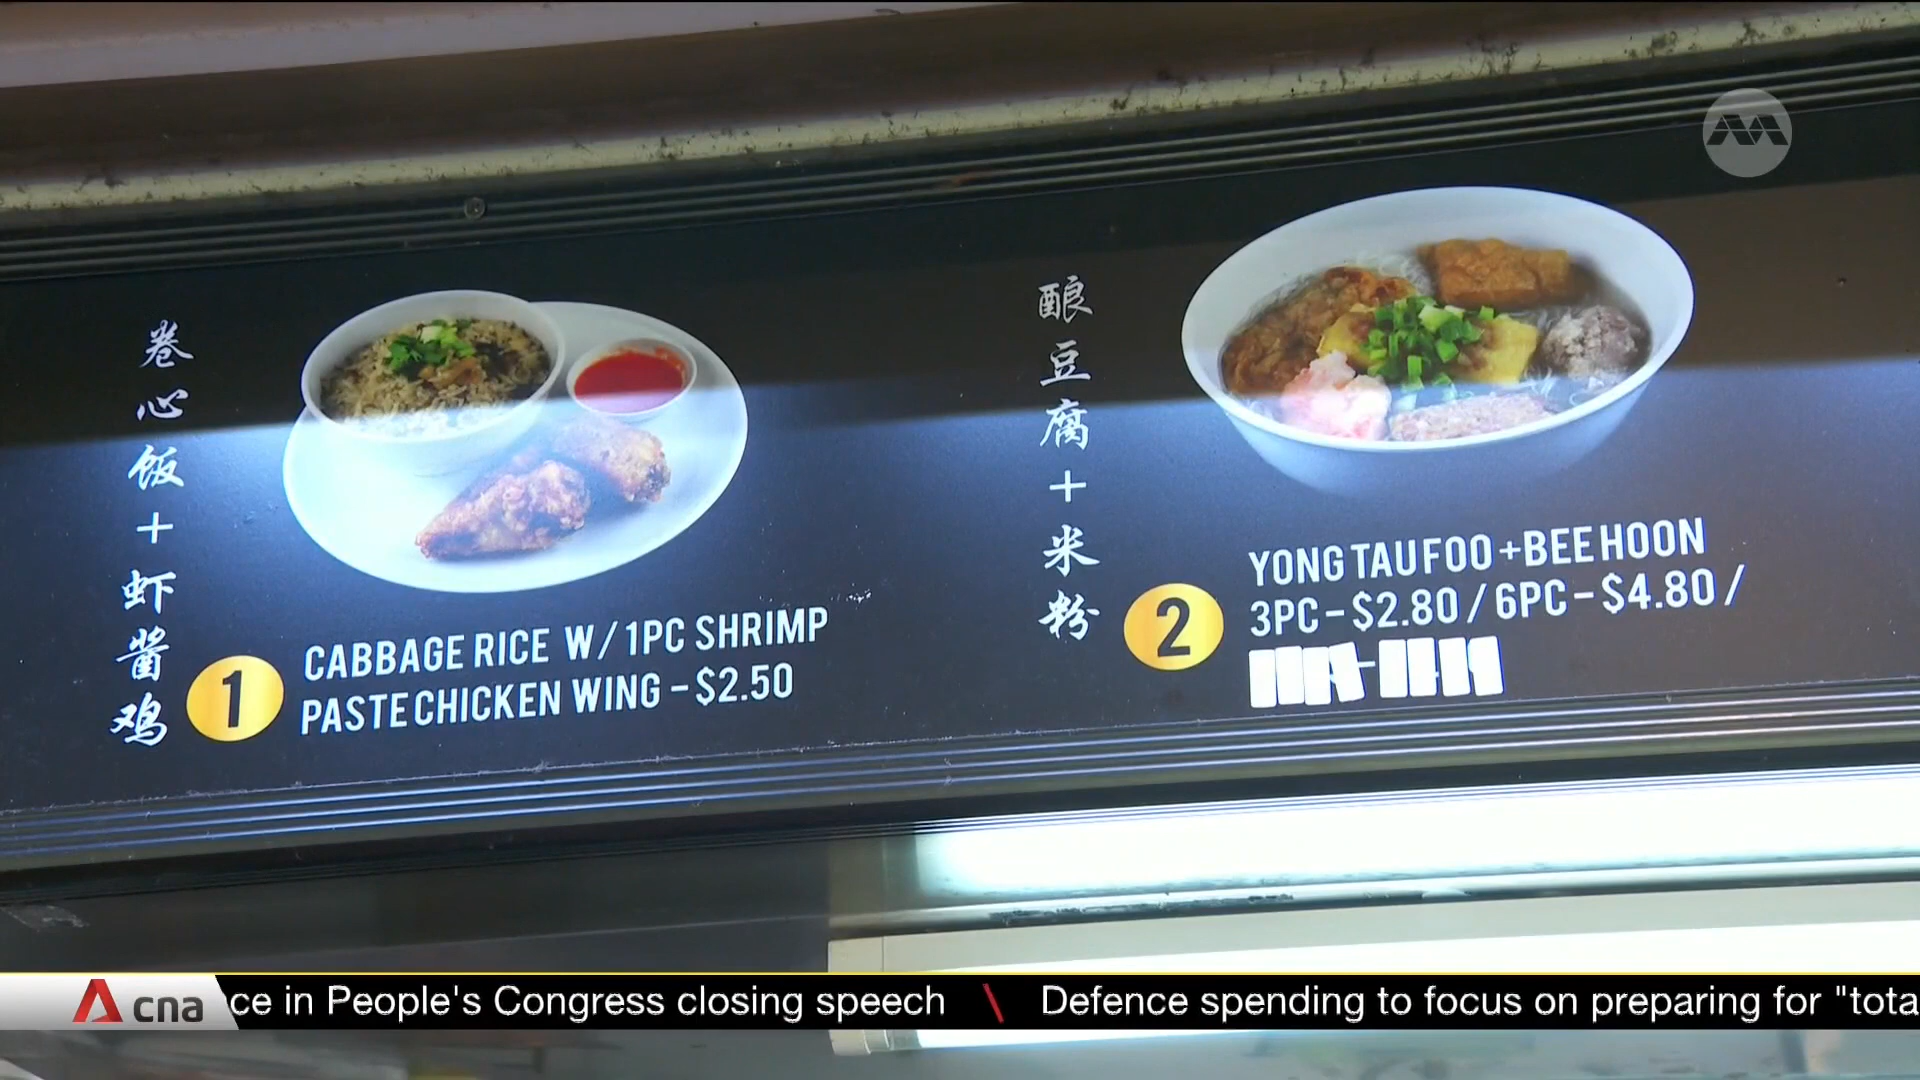 卷心饭+虾酱鸡
1
CABBAGE RICE W/ 1PC SHRIMP
PASTE CHICKEN WING - $2.50
酿豆腐+米粉
2
YONG TAUFOO +BEE HOON
3PC - $2.80 / 6PC - $4.80 /
cna
ce in People's Congress closing speech \ Defence spending to focus on preparing for "tota